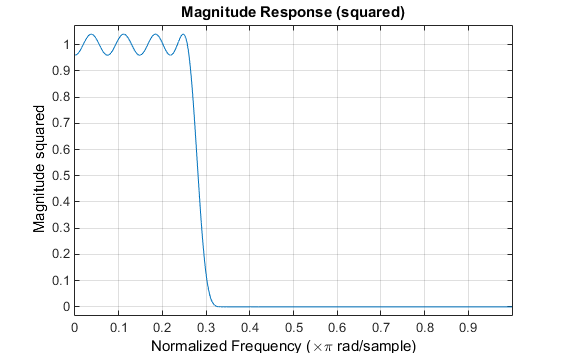 Magnitude Response (squared)
Magnitude squared
1
0.9
0.8
0.7
0.6
0.5
0.4
0.3
0.2
0.1
0
0 0.1 0.2 0.3 0.4 0.5 0.6 0.7 0.8 0.9
Normalized Frequency (×π rad/sample)